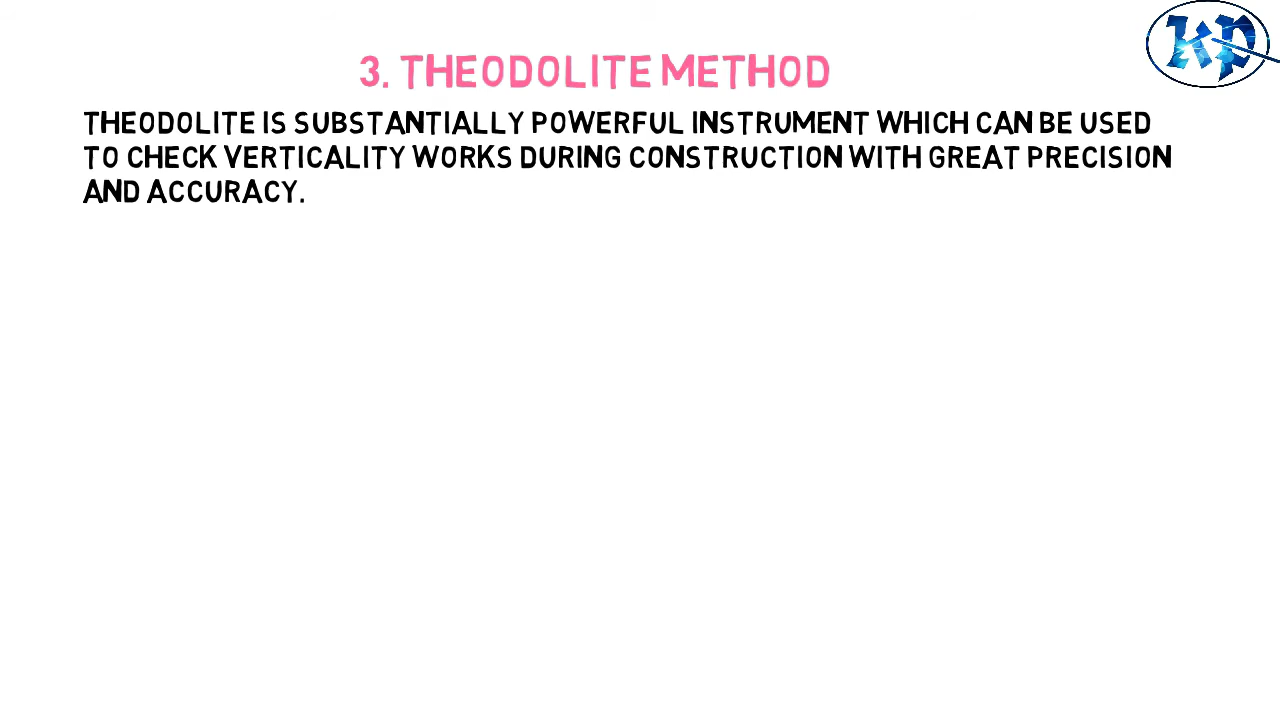 KP
3. THEODOLITE METHOD
THEODOLITE IS SUBSTANTIALLY POWERFUL INSTRUMENT WHICH CAN BE USED
TO CHECK VERTICALITY WORKS DURING CONSTRUCTION WITH GREAT PRECISION
AND ACCURACY.